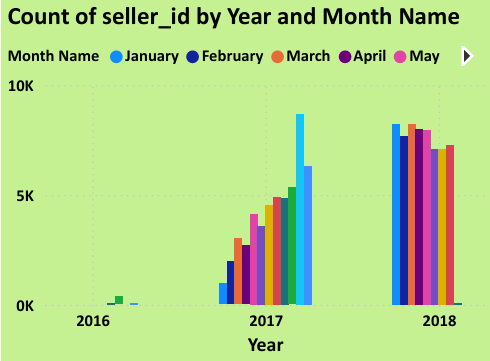 Count of seller_id by Year and Month Name
Month Name January February March April May
10K
5K
0K
2016 2017 2018
Year